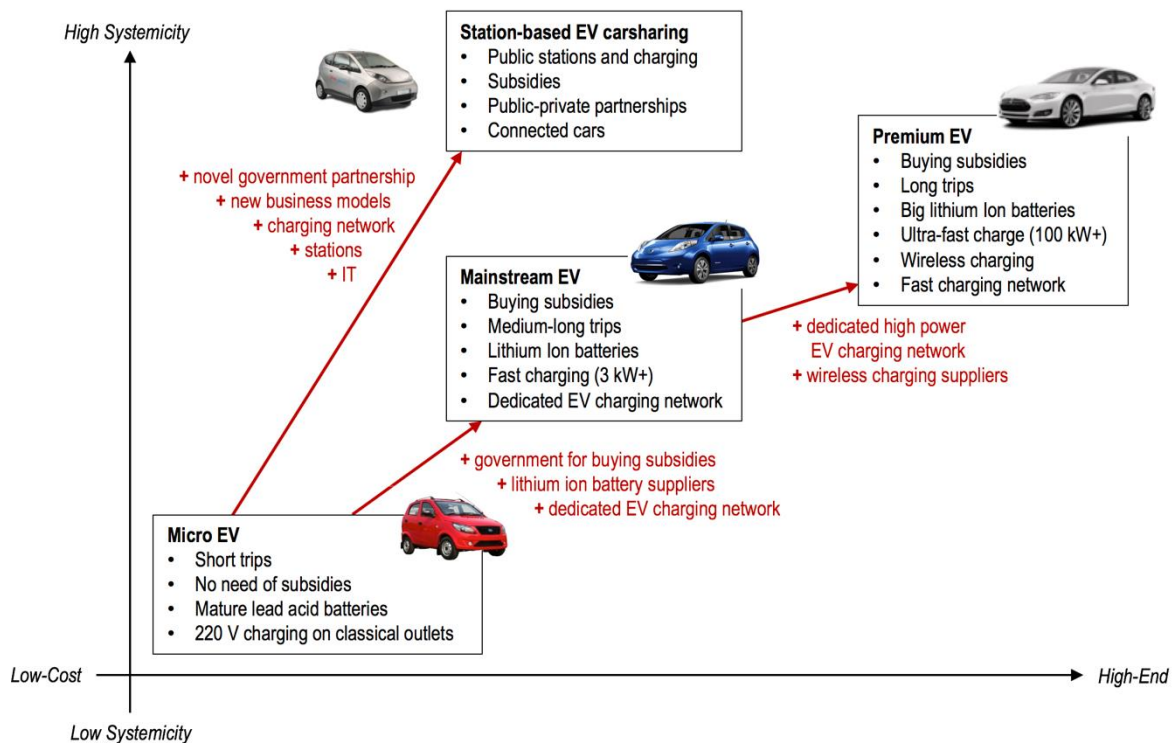 High Systemicity
Station-based EV carsharing
• Public stations and charging
• Subsidies
• Public-private partnerships
• Connected cars
Premium EV
• Buying subsidies
• Long trips
• Big lithium Ion batteries
• Ultra-fast charge (100 kW+)
• Wireless charging
• Fast charging network
+ novel government partnership
+ new business models
+ charging network
+ stations
+ IT
Mainstream EV
• Buying subsidies
• Medium-long trips
• Lithium Ion batteries
• Fast charging (3 kW+)
• Dedicated EV charging network
+ dedicated high power
EV charging network
+ wireless charging suppliers
+ government for buying subsidies
+ lithium ion battery suppliers
+ dedicated EV charging network
Micro EV
• Short trips
• No need of subsidies
• Mature lead acid batteries
• 220 V charging on classical outlets
Low-Cost
High-End
Low Systemicity